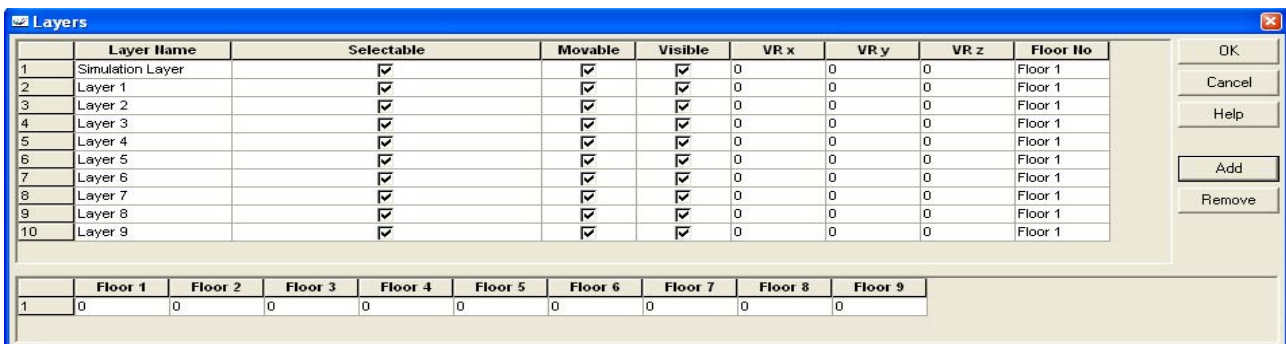 Layers
Layer Name Selectable Movable Visible VR x VR y VR z Floor No
1 Simulation Layer 0 0 0 Floor 1
2 Layer 1 0 0 0 Floor 1
3 Layer 2 0 0 0 Floor 1
4 Layer 3 0 0 0 Floor 1
5 Layer 4 0 0 0 Floor 1
6 Layer 5 0 0 0 Floor 1
7 Layer 6 0 0 0 Floor 1
8 Layer 7 0 0 0 Floor 1
9 Layer 8 0 0 0 Floor 1
10 Layer 9 0 0 0 Floor 1
OK
Cancel
Help
Add
Remove
Floor 1 Floor 2 Floor 3 Floor 4 Floor 5 Floor 6 Floor 7 Floor 8 Floor 9
1 0 0 0 0 0 0 0 0 0